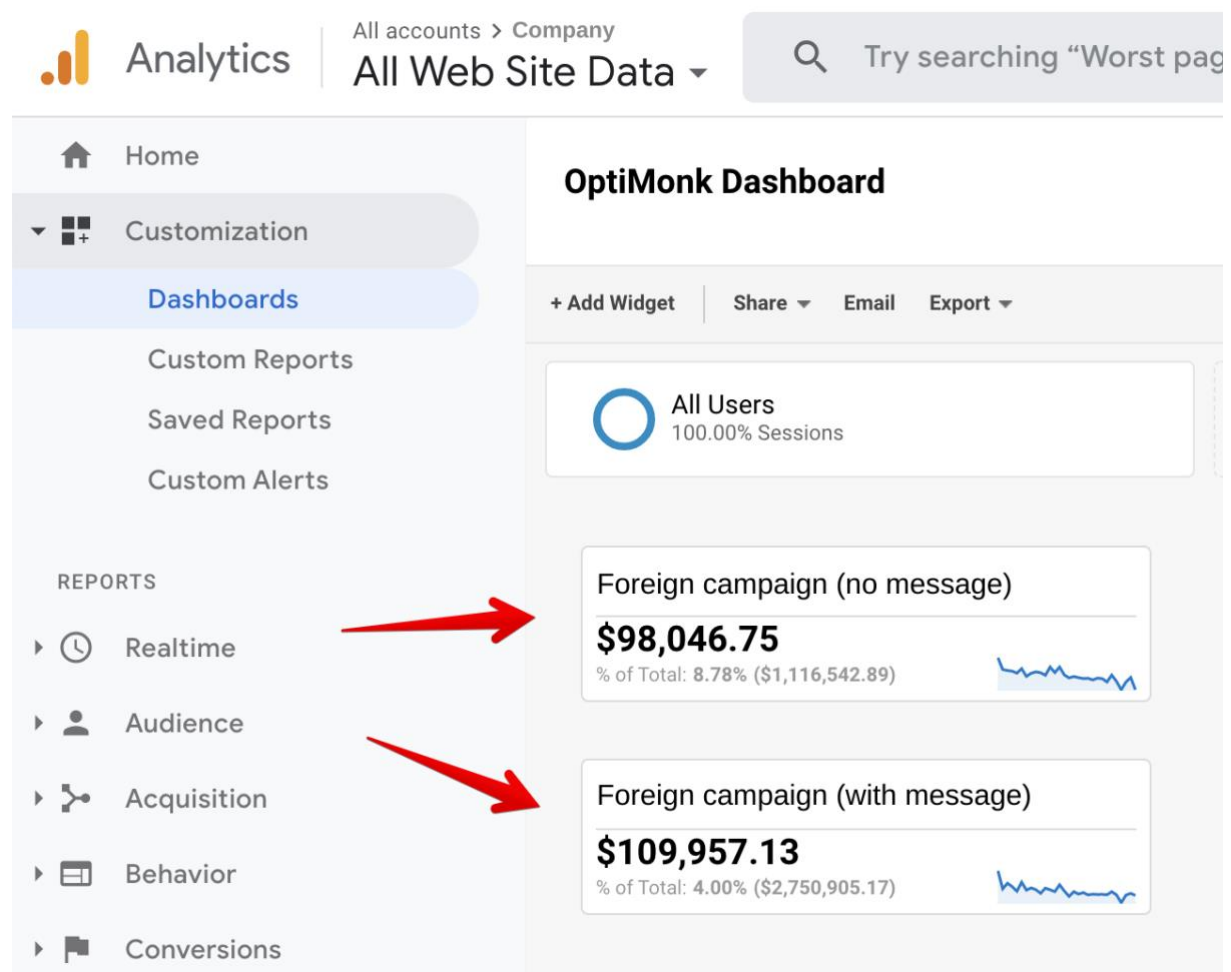 Analytics
All accounts > Company
All Web Site Data
Try searching “Worst pag
Home
Customization
Dashboards
Custom Reports
Saved Reports
Custom Alerts
REPORTS
Realtime
Audience
Acquisition
Behavior
Conversions
OptiMonk Dashboard
+ Add Widget
Share
Email
Export
All Users
100.00% Sessions
Foreign campaign (no message)
$98,046.75
% of Total: 8.78% ($1,116,542.89)
Foreign campaign (with message)
$109,957.13
% of Total: 4.00% ($2,750,905.17)